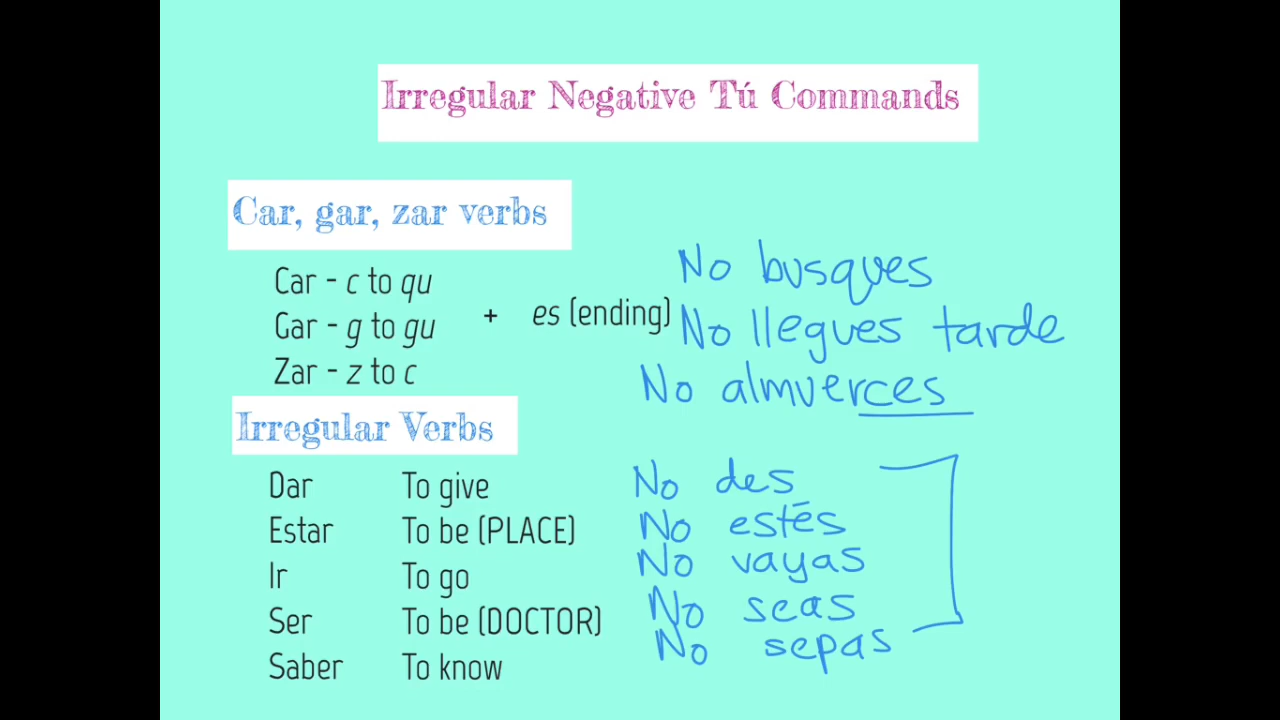 Irregular Negative Tú Commands
Car, gar, zar verbs
Car - c to qu
Gar - g to gu
Zar - z to c
+ es (ending)
No busques
No llegues tarde
No almuerces
Irregular Verbs
Dar To give No des
Estar To be (PLACE) No estés
Ir To go No vayas
Ser To be (DOCTOR) No seas
Saber To know No sepas